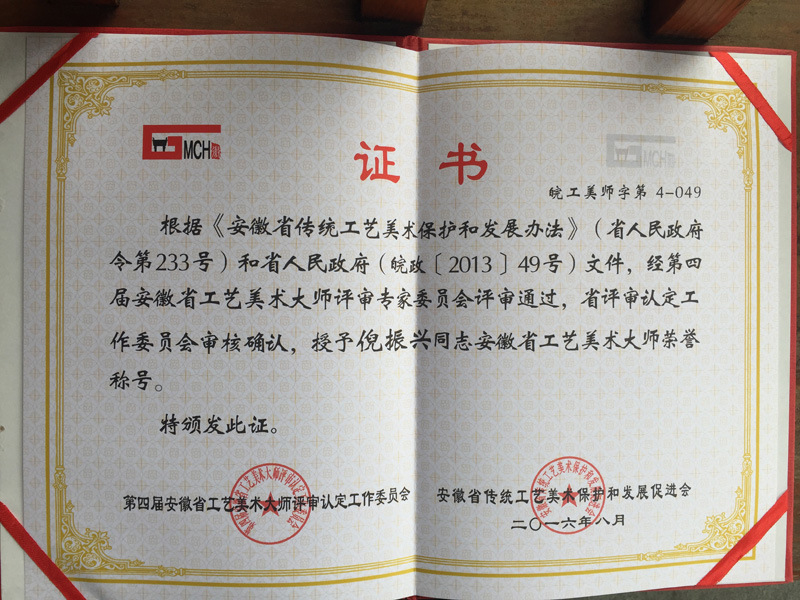 MCH
证书
皖工美师字第 4-049
根据《安徽省传统工艺美术保护和发展办法》(省人民政府
令第233号)和省人民政府(皖政〔2013〕49号)文件,经第四
届安徽省工艺美术大师评审专家委员会评审通过,省评审认定工
作委员会审核确认,授予倪振兴同志安徽省工艺美术大师荣誉
称号。
特颁发此证。
第四届安徽省工艺美术大师评审认定工作委员会
安徽省传统工艺美术保护和发展促进会
二〇一六年八月